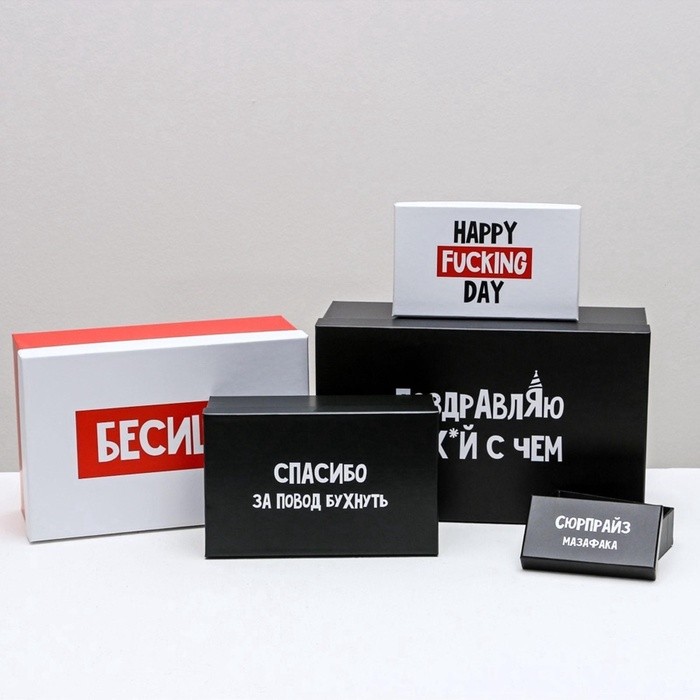 HAPPY
FUCKING
DAY
С ЧЕМ
СПАСИБО
ЗА ПОВОД БУХНУТЬ
СЮРПРАЙЗ
МАЗАФАКА